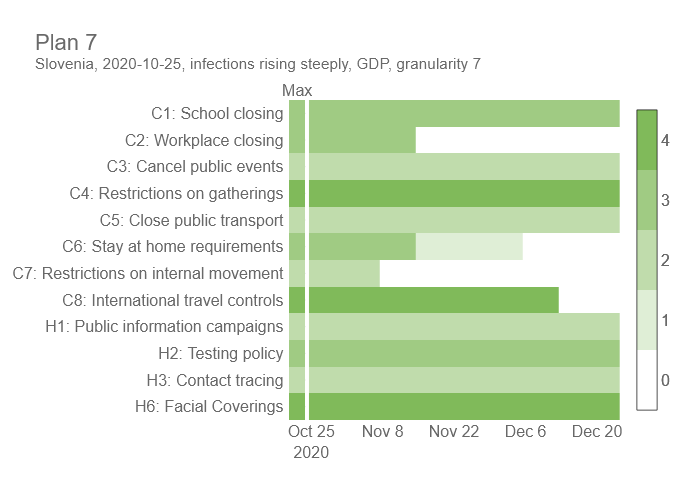 Plan 7
Slovenia, 2020-10-25, infections rising steeply, GDP, granularity 7
Max
C1: School closing
C2: Workplace closing
C3: Cancel public events
C4: Restrictions on gatherings
C5: Close public transport
C6: Stay at home requirements
C7: Restrictions on internal movement
C8: International travel controls
H1: Public information campaigns
H2: Testing policy
H3: Contact tracing
H6: Facial Coverings
Oct 25 Nov 8 Nov 22 Dec 6 Dec 20
2020
4
3
2
1
0